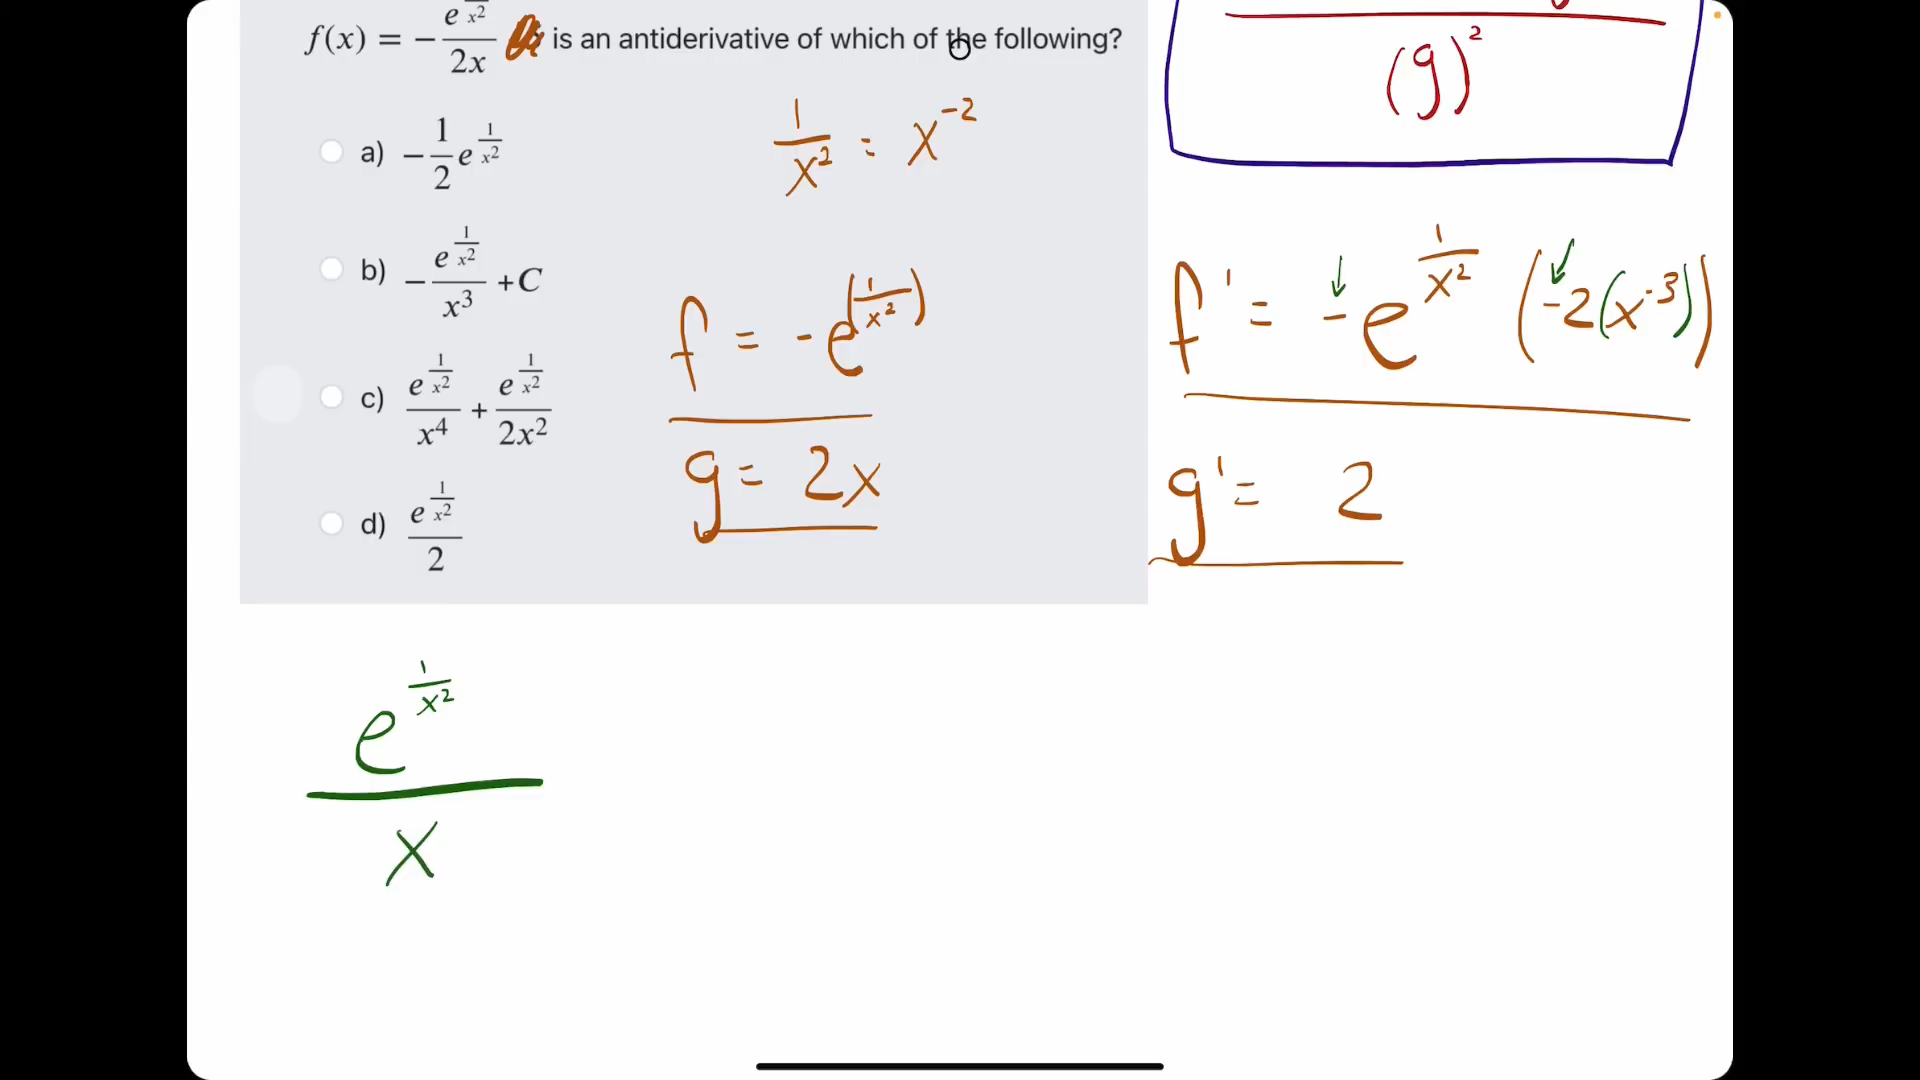 f(x) = − e^{1/x²} / 2x is an antiderivative of which of the following?
a) − 1/2 e^{1/x²}
b) − e^{1/x²} / x³ + C
c) e^{1/x²} / x⁴ + e^{1/x²} / 2x²
d) e^{1/x²} / 2
1/x² = x⁻²
f = -e^(1/x²)
g = 2x
(g)²
f' = -e^{1/x²} (-2(x⁻³))
g' = 2
e^{1/x²} / x